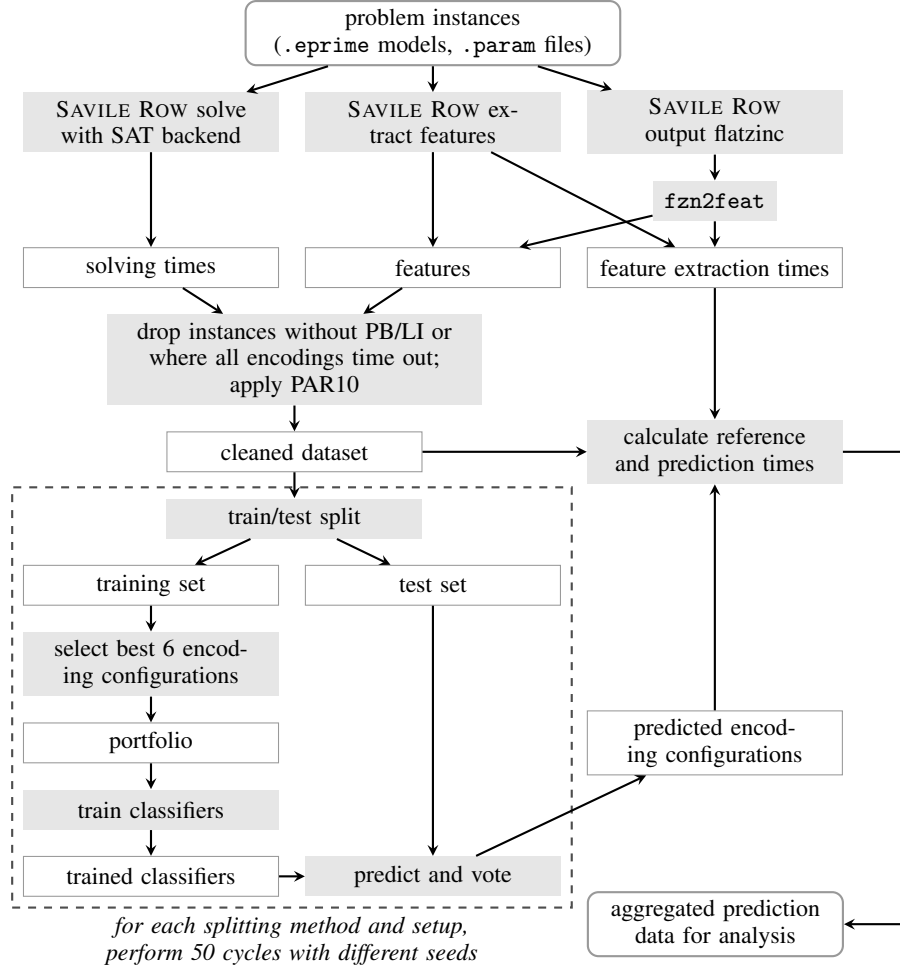 problem instances
(.eprime models, .param files)
SAVILE ROW solve
with SAT backend
SAVILE ROW ex-
tract features
SAVILE ROW
output flatzinc
fzn2feat
solving times
features
feature extraction times
drop instances without PB/LI or
where all encodings time out;
apply PAR10
cleaned dataset
calculate reference
and prediction times
train/test split
training set
test set
select best 6 encod-
ing configurations
portfolio
predicted encod-
ing configurations
train classifiers
trained classifiers
predict and vote
for each splitting method and setup,
perform 50 cycles with different seeds
aggregated prediction
data for analysis